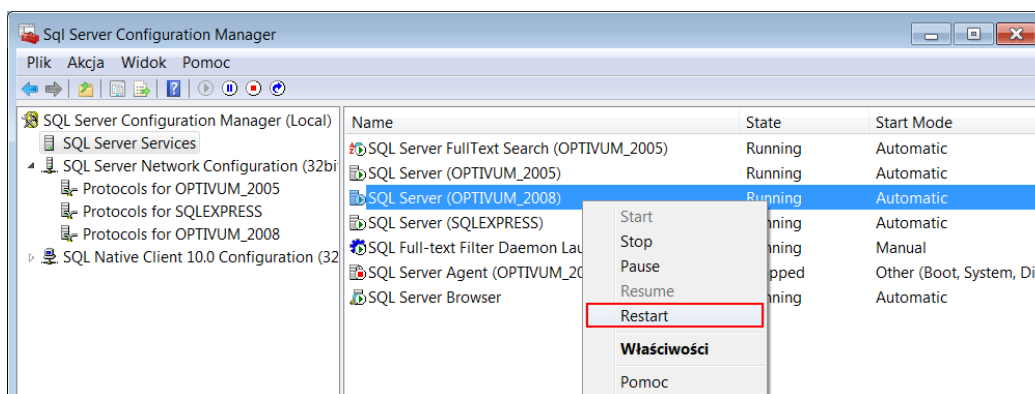 Sql Server Configuration Manager
Plik Akcja Widok Pomoc
SQL Server Configuration Manager (Local)
SQL Server Services
SQL Server Network Configuration (32bi
Protocols for OPTIVUM_2005
Protocols for SQLEXPRESS
Protocols for OPTIVUM_2008
SQL Native Client 10.0 Configuration (32
Name State Start Mode
SQL Server FullText Search (OPTIVUM_2005) Running Automatic
SQL Server (OPTIVUM_2005) Running Automatic
SQL Server (OPTIVUM_2008) Running Automatic
SQL Server (SQLEXPRESS) nning Automatic
SQL Full-text Filter Daemon Lau nning Manual
SQL Server Agent (OPTIVUM_20 pped Other (Boot, System, Di
SQL Server Browser nning Automatic
Start
Stop
Pause
Resume
Restart
Właściwości
Pomoc